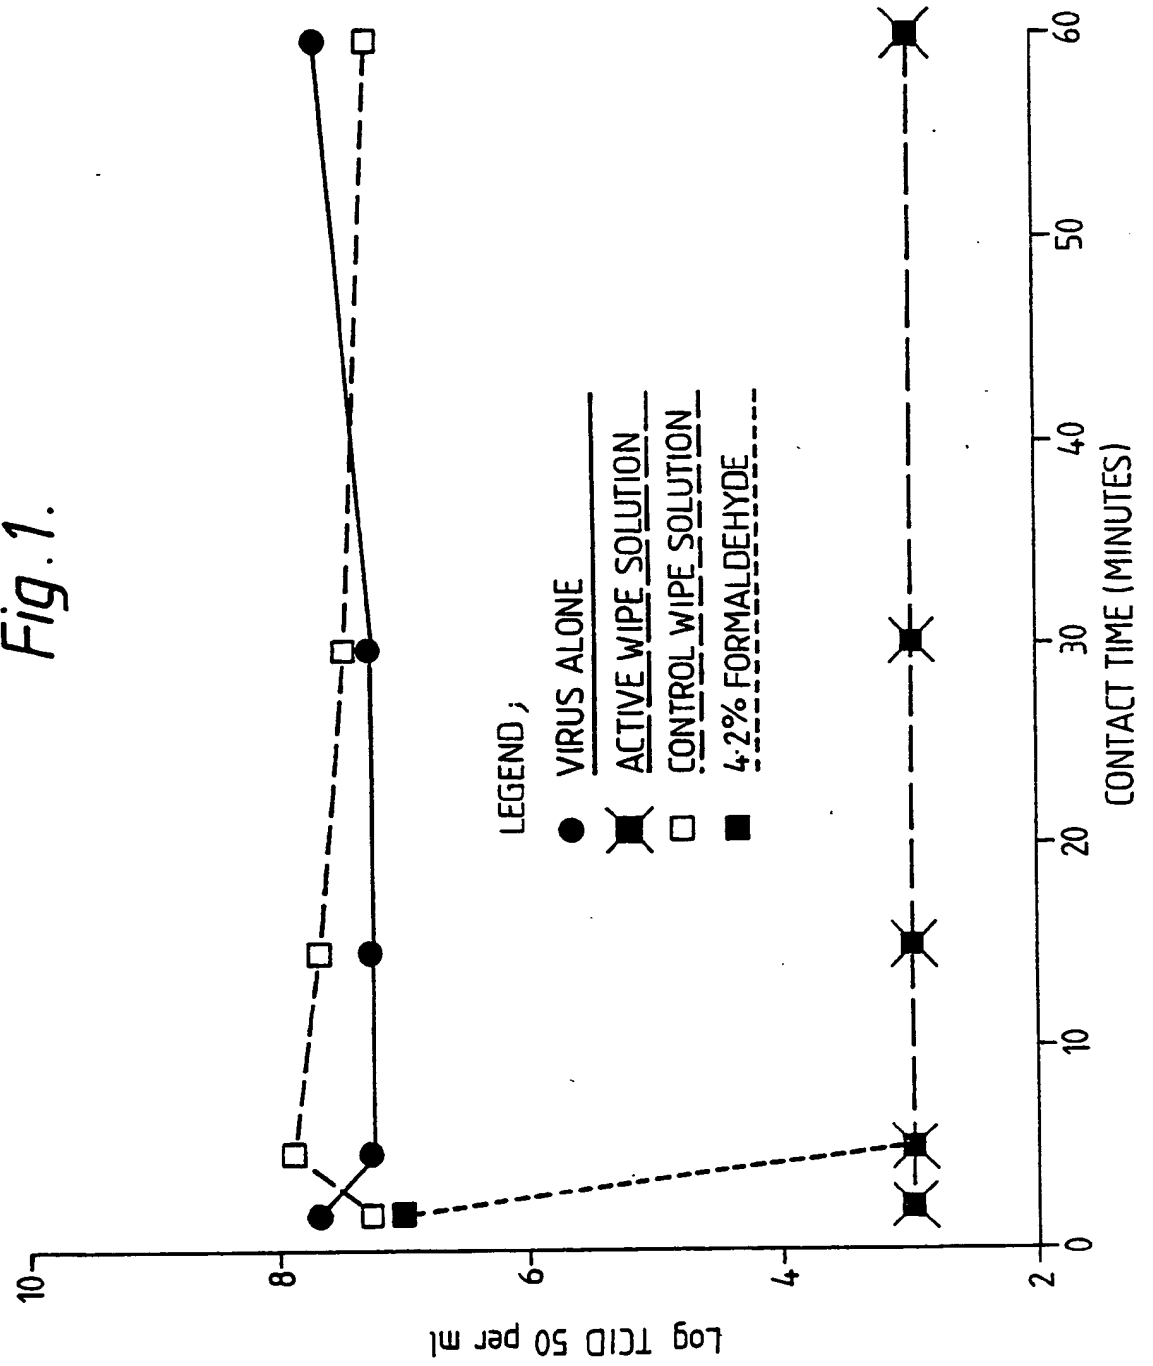 Fig.1.
10
8
6
4
2
Log TCID 50 per ml
LEGEND;
VIRUS ALONE
ACTIVE WIPE SOLUTION
CONTROL WIPE SOLUTION
4·2% FORMALDEHYDE
0
10
20
30
40
50
60
CONTACT TIME (MINUTES)